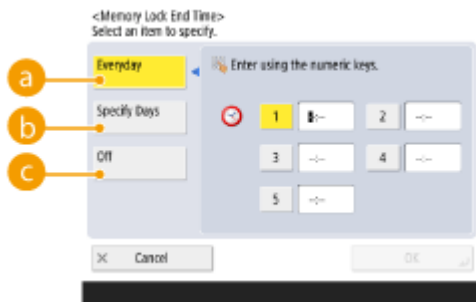 <Memory Lock End Time>
Select an item to specify.
a
Everyday
Enter using the numeric keys.
b
Specify Days
1 -:-- 2 --:--
c
Off
3 --:-- 4 --:--
5 --:--
× Cancel
OK